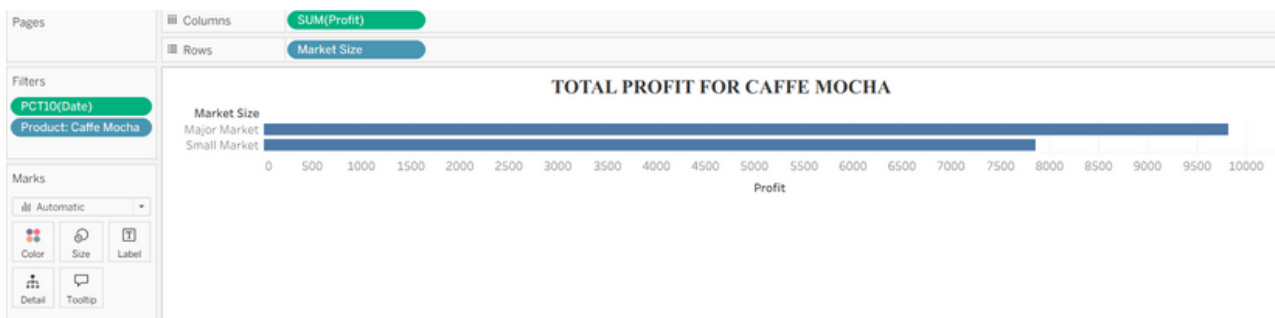 Pages
Columns
SUM(Profit)
Rows
Market Size
Filters
PCT10(Date)
Product: Caffe Mocha
Marks
Automatic
Color
Size
Label
Detail
Tooltip
TOTAL PROFIT FOR CAFFE MOCHA
Market Size
Major Market
Small Market
0 500 1000 1500 2000 2500 3000 3500 4000 4500 5000 5500 6000 6500 7000 7500 8000 8500 9000 9500 10000
Profit